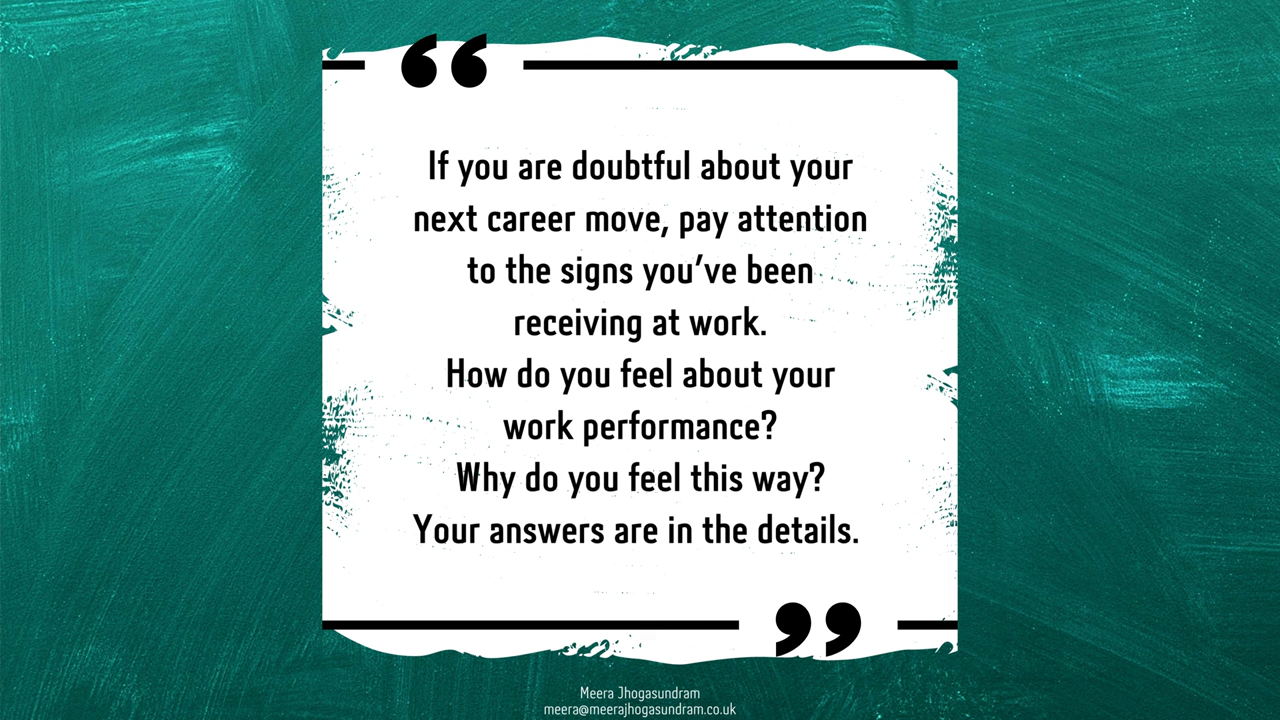 If you are doubtful about your
next career move, pay attention
to the signs you've been
receiving at work.
How do you feel about your
work performance?
Why do you feel this way?
Your answers are in the details.
Meera Jhogasundram
meera@meerajhogasundram.co.uk